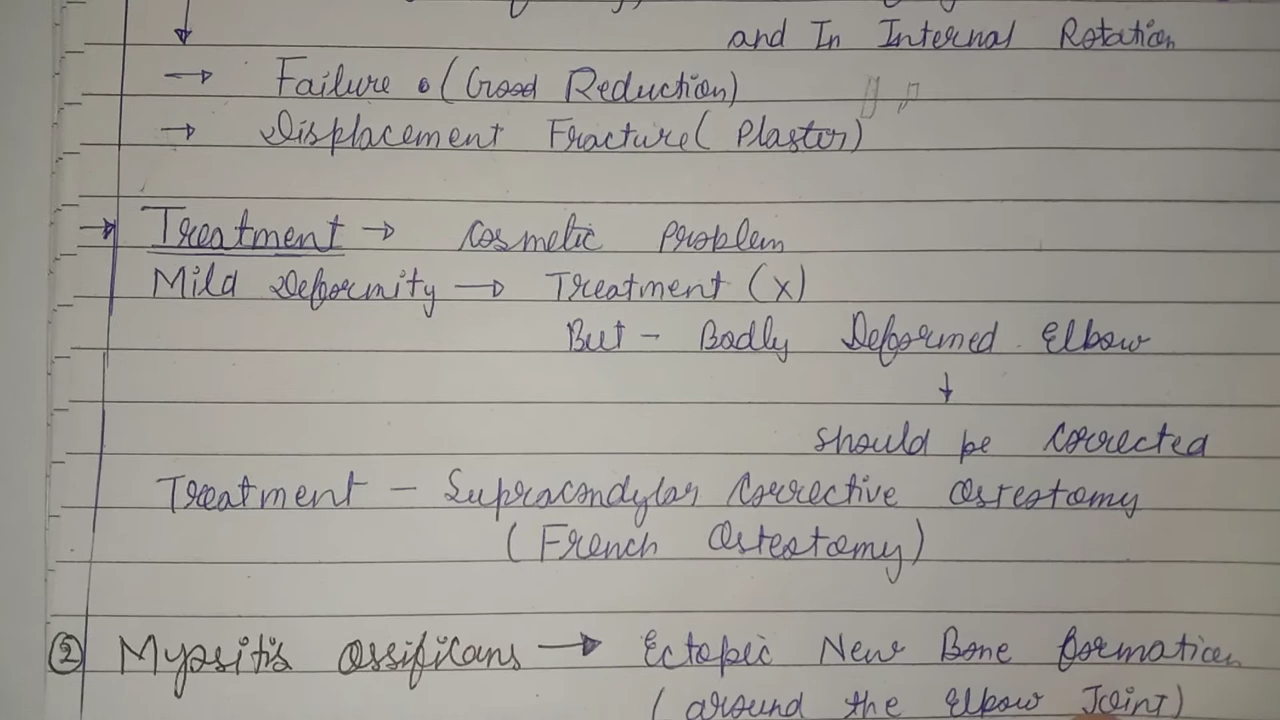 and In Internal Rotation
→ Failure (Good Reduction)
→ Displacement Fracture (Plaster)
→ Treatment → Cosmetic Problem
Mild Deformity → Treatment (x)
But - Badly Deformed Elbow
↓
should be Corrected
Treatment - Supracondylar Corrective Osteotomy
(French Osteotomy)
② Myositis Ossificans → Ectopic New Bone formation
(around the Elbow Joint)